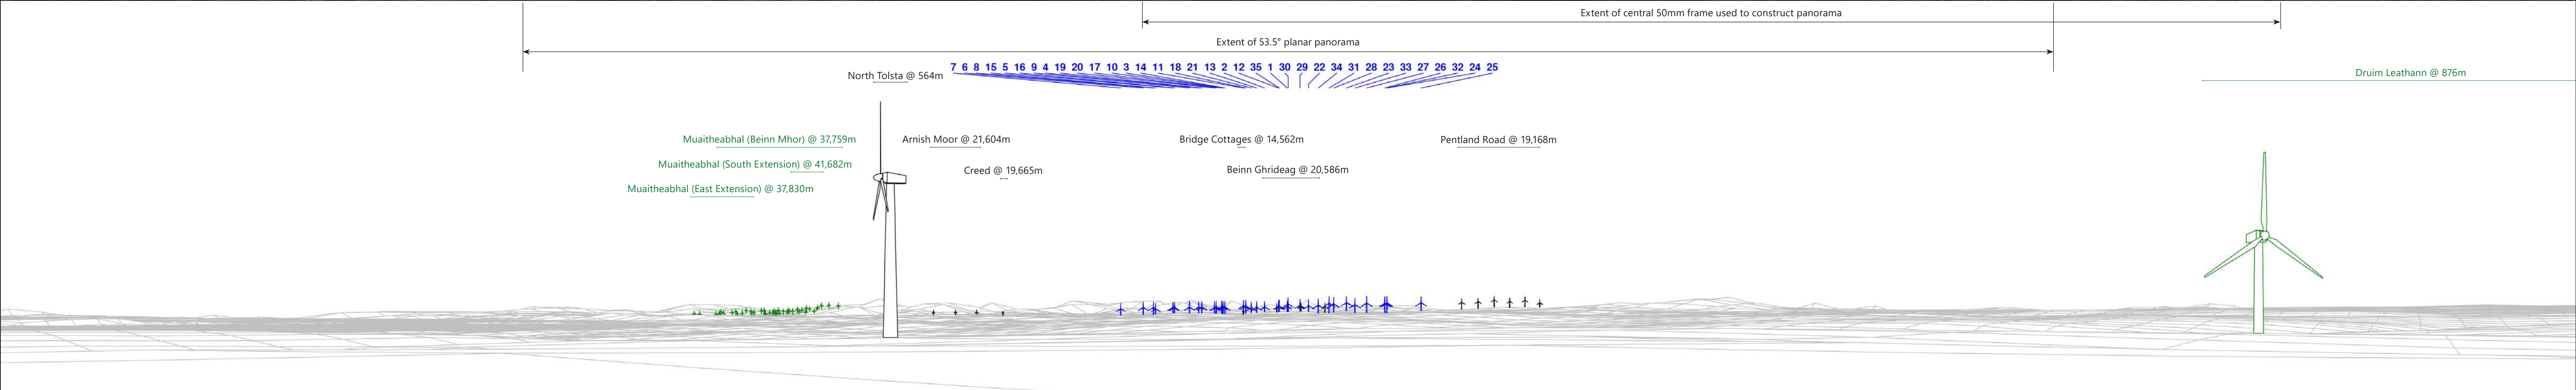 Extent of central 50mm frame used to construct panorama
Extent of 53.5° planar panorama
7 6 8 15 5 16 9 4 19 20 17 10 3 14 11 18 21 13 2 12 35 1 30 29 22 34 31 28 23 33 27 26 32 24 25
North Tolsta @ 564m
Druim Leathann @ 876m
Muaitheabhal (Beinn Mhor) @ 37,759m
Arnish Moor @ 21,604m
Bridge Cottages @ 14,562m
Pentland Road @ 19,168m
Muaitheabhal (South Extension) @ 41,682m
Creed @ 19,665m
Beinn Ghrideag @ 20,586m
Muaitheabhal (East Extension) @ 37,830m